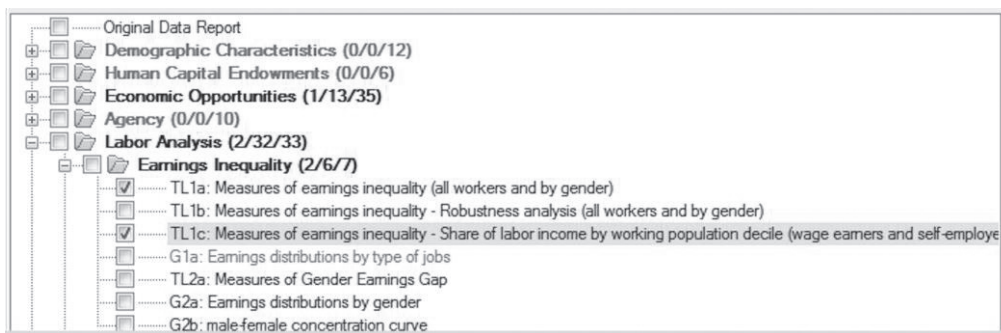 Original Data Report
Demographic Characteristics (0/0/12)
Human Capital Endowments (0/0/6)
Economic Opportunities (1/13/35)
Agency (0/0/10)
Labor Analysis (2/32/33)
Earnings Inequality (2/6/7)
TL1a: Measures of earnings inequality (all workers and by gender)
TL1b: Measures of earnings inequality - Robustness analysis (all workers and by gender)
TL1c: Measures of earnings inequality - Share of labor income by working population decile (wage earners and self-employe
G1a: Earnings distributions by type of jobs
TL2a: Measures of Gender Earnings Gap
G2a: Earnings distributions by gender
G2b: male-female concentration curve